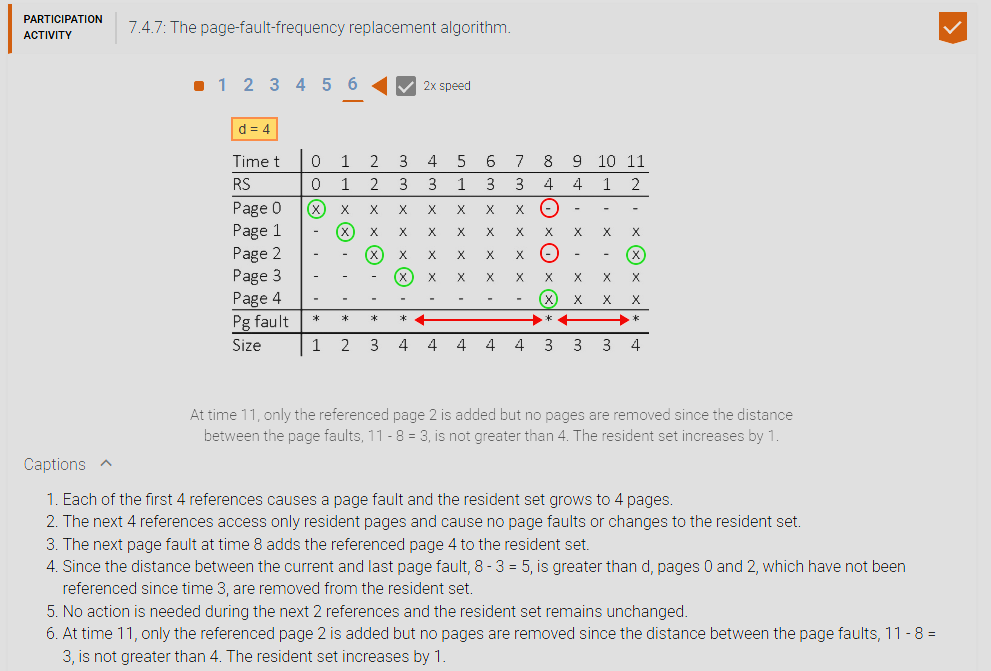 PARTICIPATION
ACTIVITY
7.4.7: The page-fault-frequency replacement algorithm.
1 2 3 4 5 6 2x speed
d = 4
Time t 0 1 2 3 4 5 6 7 8 9 10 11
RS 0 1 2 3 3 1 3 3 4 4 1 2
Page 0 x x x x x x x x - - - -
Page 1 - x x x x x x x x x x x
Page 2 - - x x x x x x - - - x
Page 3 - - - x x x x x x x x x
Page 4 - - - - - - - - x x x x
Pg fault * * * * * *
Size 1 2 3 4 4 4 4 4 3 3 3 4
At time 11, only the referenced page 2 is added but no pages are removed since the distance
between the page faults, 11 - 8 = 3, is not greater than 4. The resident set increases by 1.
Captions
1. Each of the first 4 references causes a page fault and the resident set grows to 4 pages.
2. The next 4 references access only resident pages and cause no page faults or changes to the resident set.
3. The next page fault at time 8 adds the referenced page 4 to the resident set.
4. Since the distance between the current and last page fault, 8 - 3 = 5, is greater than d, pages 0 and 2, which have not been
referenced since time 3, are removed from the resident set.
5. No action is needed during the next 2 references and the resident set remains unchanged.
6. At time 11, only the referenced page 2 is added but no pages are removed since the distance between the page faults, 11 - 8 =
3, is not greater than 4. The resident set increases by 1.